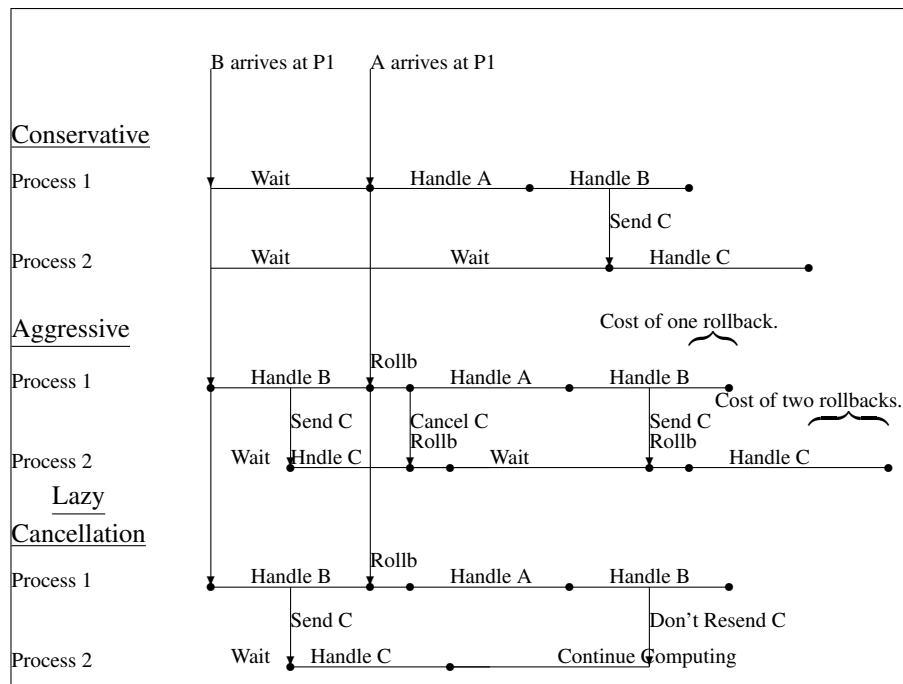 B arrives at P1 A arrives at P1
Conservative
Process 1 Wait Handle A Handle B
Send C
Process 2 Wait Wait Handle C
Cost of one rollback.
Aggressive
Rollb
Process 1 Handle B Handle A Handle B
Cost of two rollbacks.
Send C Cancel C Send C
Rollb Rollb
Process 2 Wait Hndle C Wait Handle C
Lazy
Cancellation
Rollb
Process 1 Handle B Handle A Handle B
Send C Don't Resend C
Process 2 Wait Handle C Continue Computing